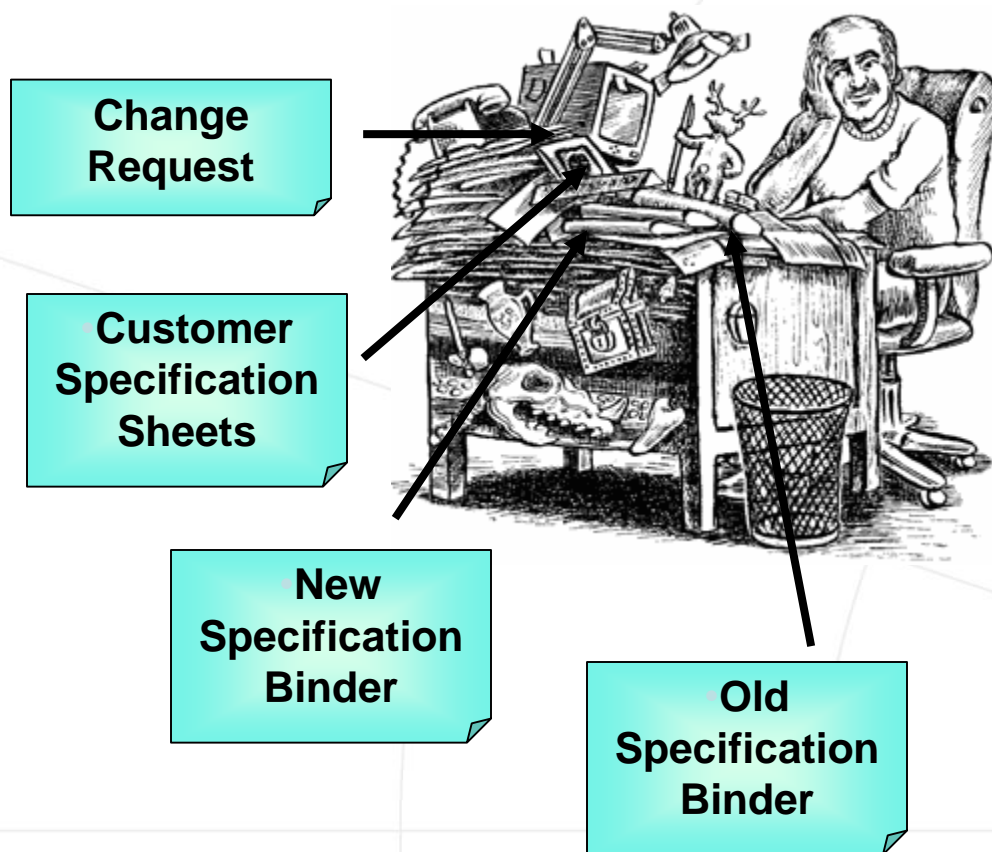 Change
Request
Customer
Specification
Sheets
New
Specification
Binder
Old
Specification
Binder